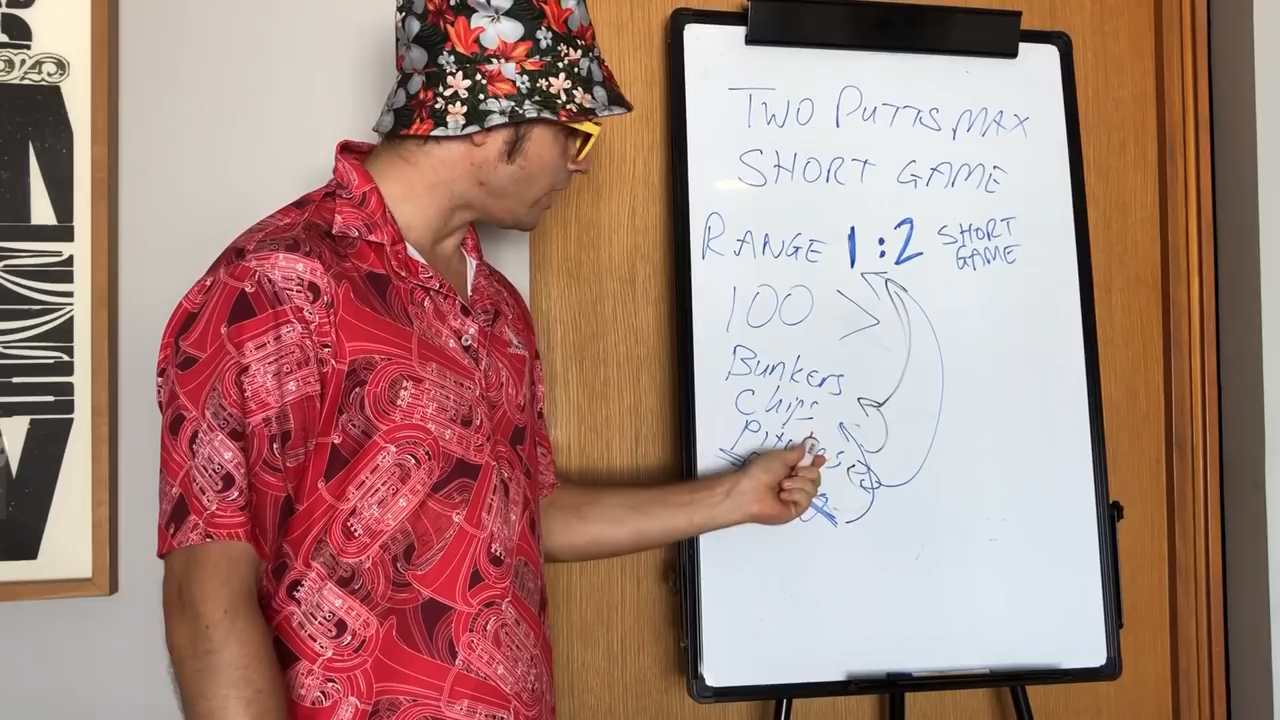 TWO PUTTS MAX
SHORT GAME
RANGE 1:2 SHORT GAME
100 >
Bunkers
Chips